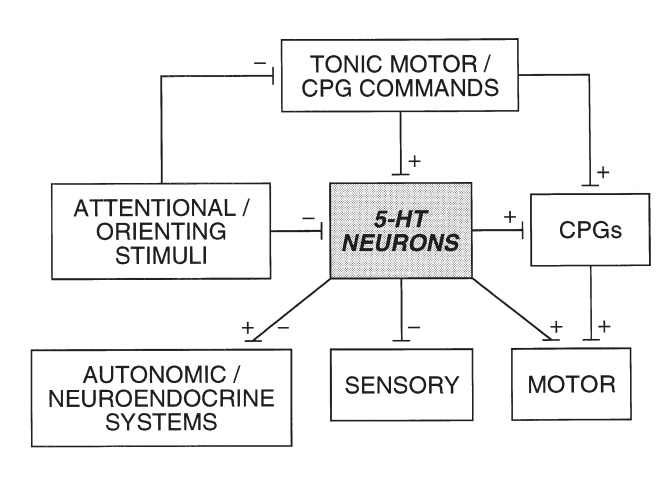 TONIC MOTOR /
CPG COMMANDS
−
+
+
ATTENTIONAL /
ORIENTING
STIMULI
−
5-HT
NEURONS
+
CPGs
+ −
−
+
+
AUTONOMIC /
NEUROENDOCRINE
SYSTEMS
SENSORY
MOTOR